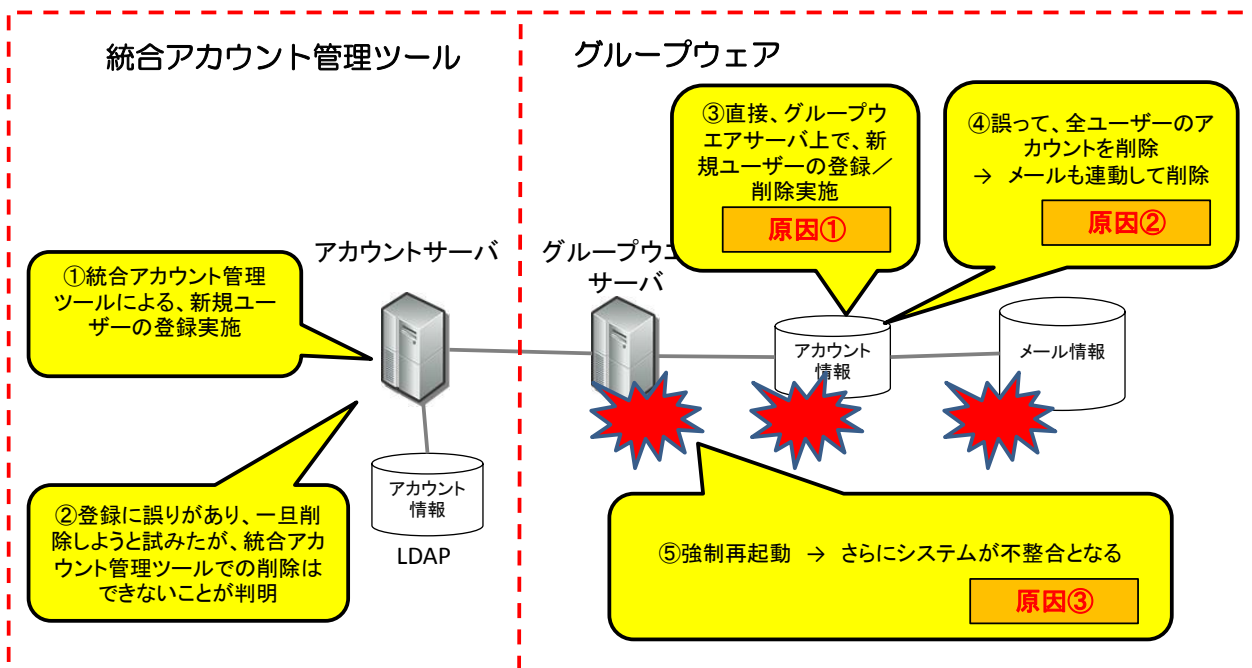 統合アカウント管理ツール
グループウェア
③直接、グループウ
エアサーバ上で、新
規ユーザーの登録／
削除実施
原因①
④誤って、全ユーザーのア
カウントを削除
→ メールも連動して削除
原因②
アカウントサーバ
グループウエ
サーバ
①統合アカウント管理
ツールによる、新規ユー
ザーの登録実施
アカウント
情報
メール情報
②登録に誤りがあり、一旦削
除しようと試みたが、統合アカ
ウント管理ツールでの削除は
できないことが判明
アカウント
情報
LDAP
⑤強制再起動 → さらにシステムが不整合となる
原因③